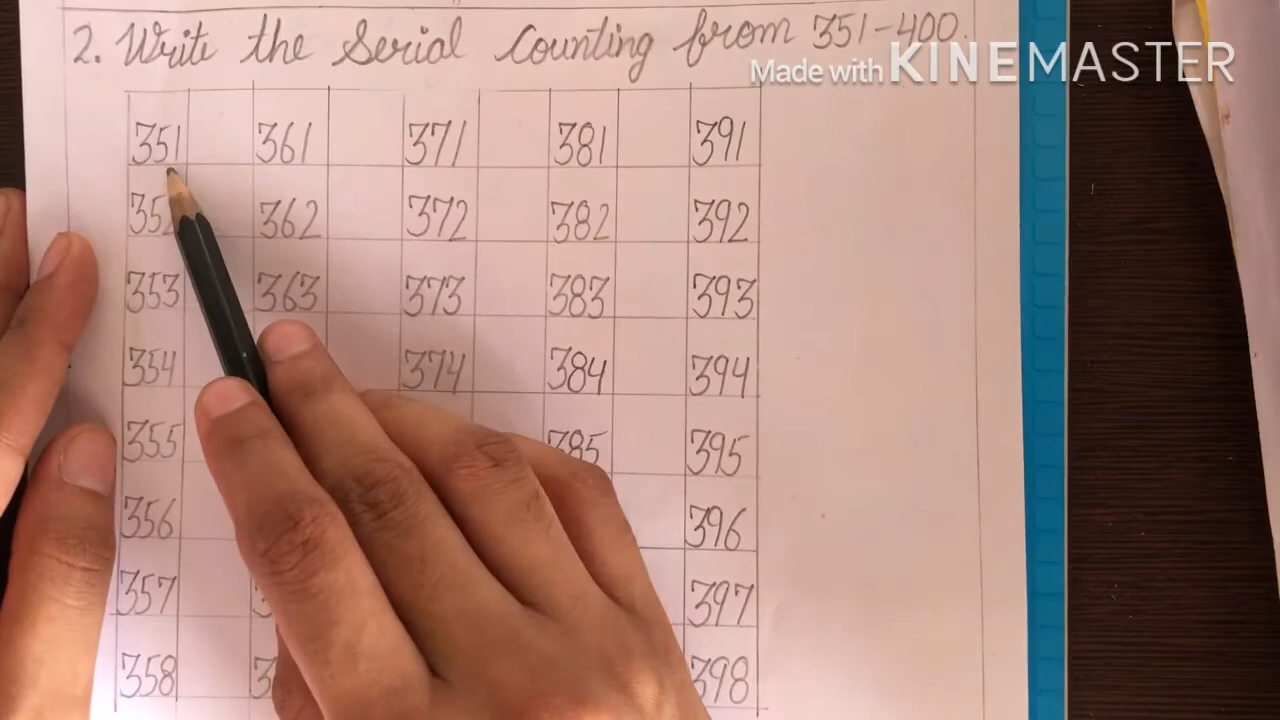 2. Write the Serial Counting from 351-400.
Made with KINEMASTER
351 361 371 381 391
352 362 372 382 392
353 363 373 383 393
354 374 384 394
355 385 395
356 396
357 397
358 398